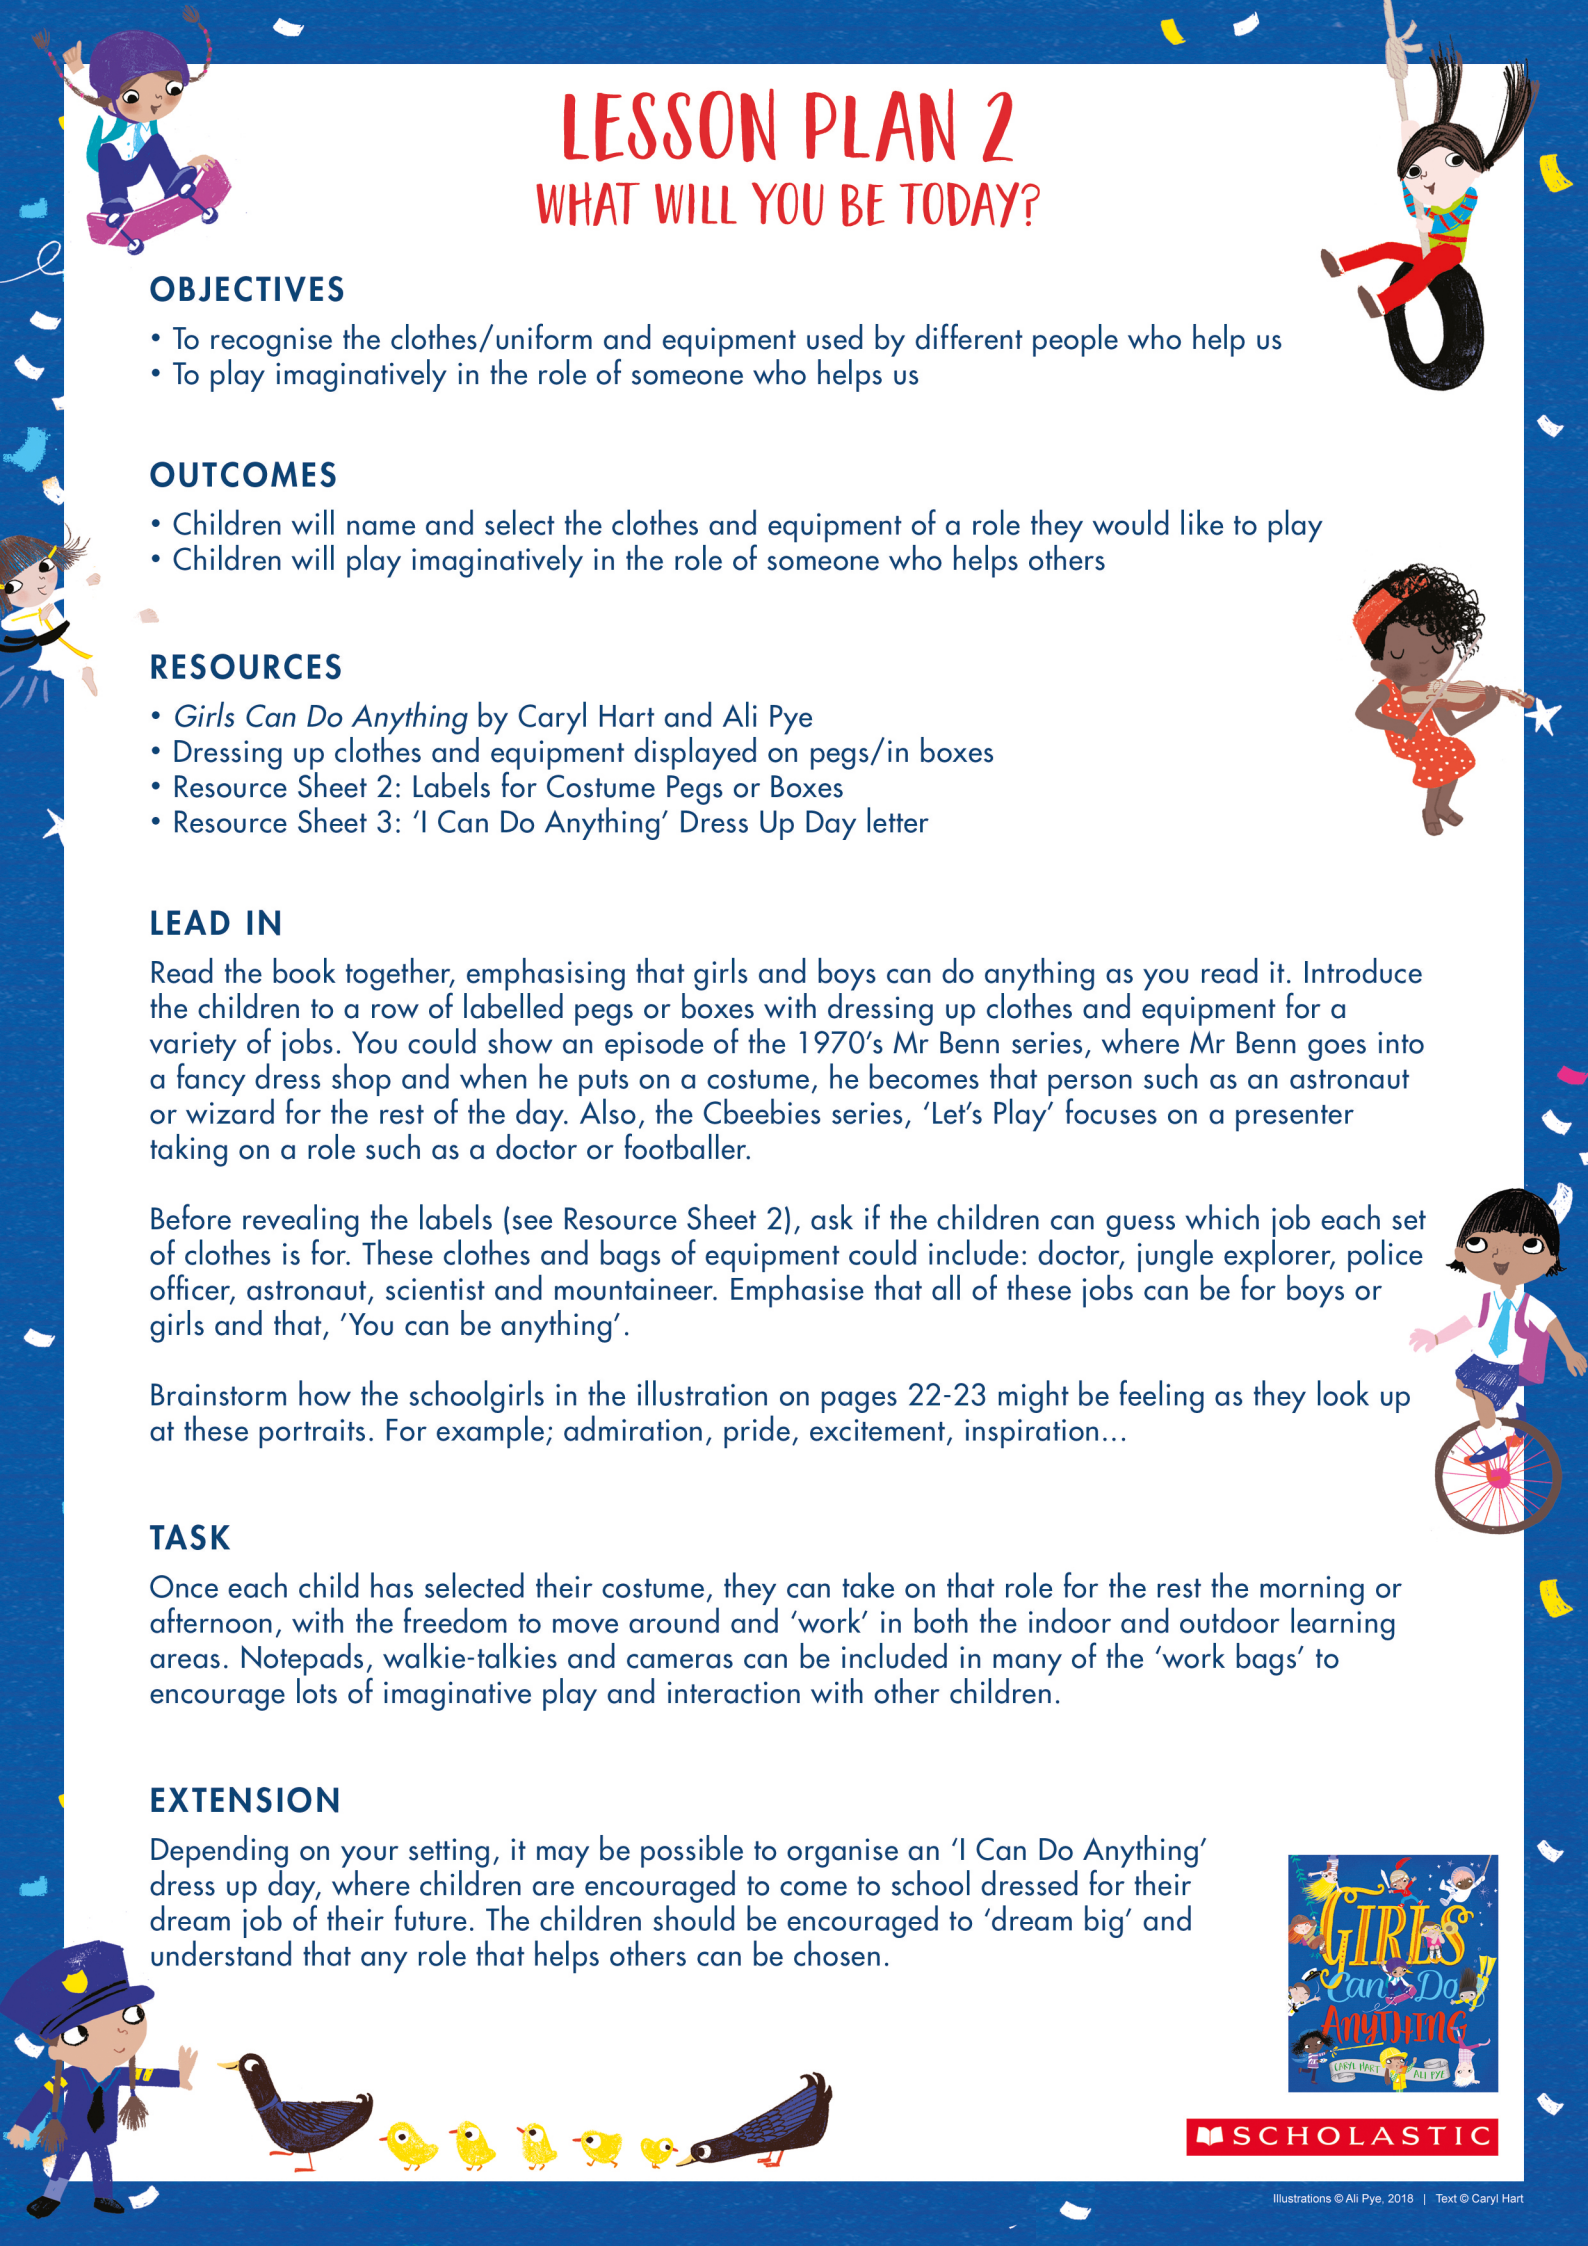 LESSON PLAN 2
WHAT WILL YOU BE TODAY?
OBJECTIVES
• To recognise the clothes/uniform and equipment used by different people who help us
• To play imaginatively in the role of someone who helps us
OUTCOMES
• Children will name and select the clothes and equipment of a role they would like to play
• Children will play imaginatively in the role of someone who helps others
RESOURCES
• Girls Can Do Anything by Caryl Hart and Ali Pye
• Dressing up clothes and equipment displayed on pegs/in boxes
• Resource Sheet 2: Labels for Costume Pegs or Boxes
• Resource Sheet 3: ‘I Can Do Anything’ Dress Up Day letter
LEAD IN
Read the book together, emphasising that girls and boys can do anything as you read it. Introduce
the children to a row of labelled pegs or boxes with dressing up clothes and equipment for a
variety of jobs. You could show an episode of the 1970’s Mr Benn series, where Mr Benn goes into
a fancy dress shop and when he puts on a costume, he becomes that person such as an astronaut
or wizard for the rest of the day. Also, the Cbeebies series, ‘Let’s Play’ focuses on a presenter
taking on a role such as a doctor or footballer.
Before revealing the labels (see Resource Sheet 2), ask if the children can guess which job each set
of clothes is for. These clothes and bags of equipment could include: doctor, jungle explorer, police
officer, astronaut, scientist and mountaineer. Emphasise that all of these jobs can be for boys or
girls and that, ’You can be anything’.
Brainstorm how the schoolgirls in the illustration on pages 22-23 might be feeling as they look up
at these portraits. For example; admiration, pride, excitement, inspiration...
TASK
Once each child has selected their costume, they can take on that role for the rest the morning or
afternoon, with the freedom to move around and ‘work’ in both the indoor and outdoor learning
areas. Notepads, walkie-talkies and cameras can be included in many of the ‘work bags’ to
encourage lots of imaginative play and interaction with other children.
EXTENSION
Depending on your setting, it may be possible to organise an ‘I Can Do Anything’
dress up day, where children are encouraged to come to school dressed for their
dream job of their future. The children should be encouraged to ‘dream big’ and
understand that any role that helps others can be chosen.
GIRLS
Can Do
ANYTHING
CARYL HART ALI PYE
SCHOLASTIC
Illustrations © Ali Pye, 2018 | Text © Caryl Hart